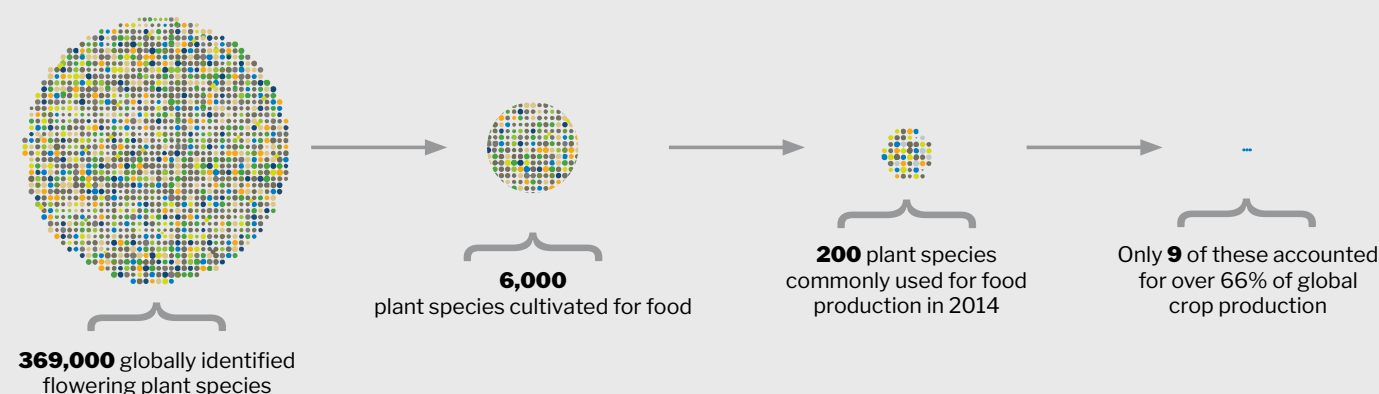 369,000 globally identified
flowering plant species
6,000
plant species cultivated for food
200 plant species
commonly used for food
production in 2014
Only 9 of these accounted
for over 66% of global
crop production